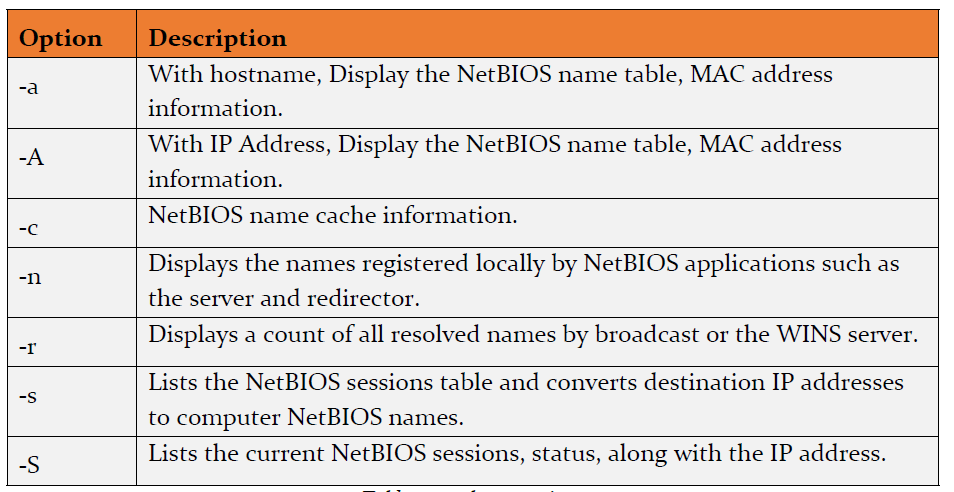 Option Description
-a With hostname, Display the NetBIOS name table, MAC address
information.
-A With IP Address, Display the NetBIOS name table, MAC address
information.
-c NetBIOS name cache information.
-n Displays the names registered locally by NetBIOS applications such as
the server and redirector.
-r Displays a count of all resolved names by broadcast or the WINS server.
-s Lists the NetBIOS sessions table and converts destination IP addresses
to computer NetBIOS names.
-S Lists the current NetBIOS sessions, status, along with the IP address.